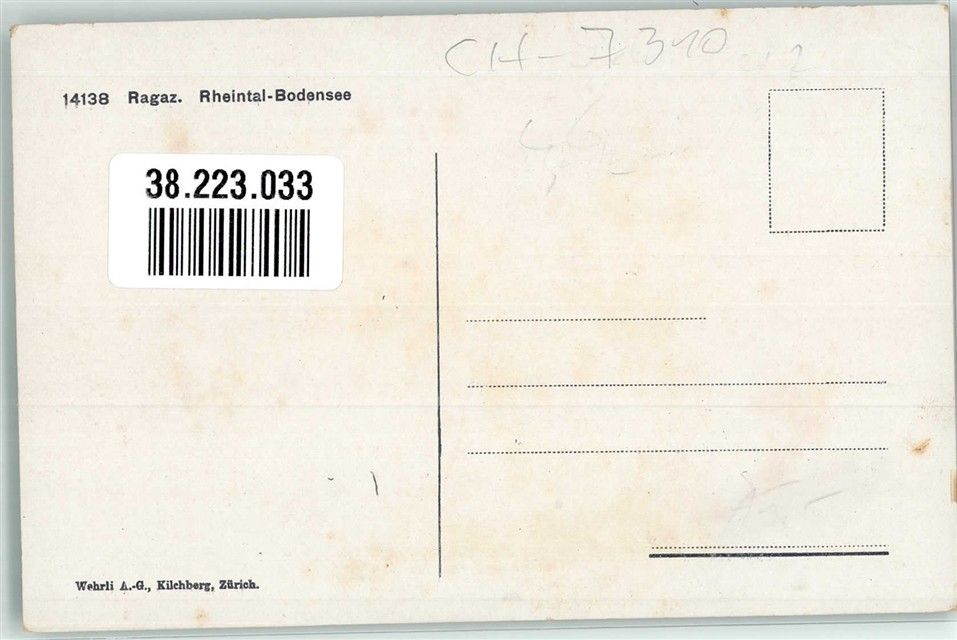 CH-7310
14138 Ragaz. Rheintal-Bodensee
38.223.033
Wehrli A.-G., Kilchberg, Zürich.